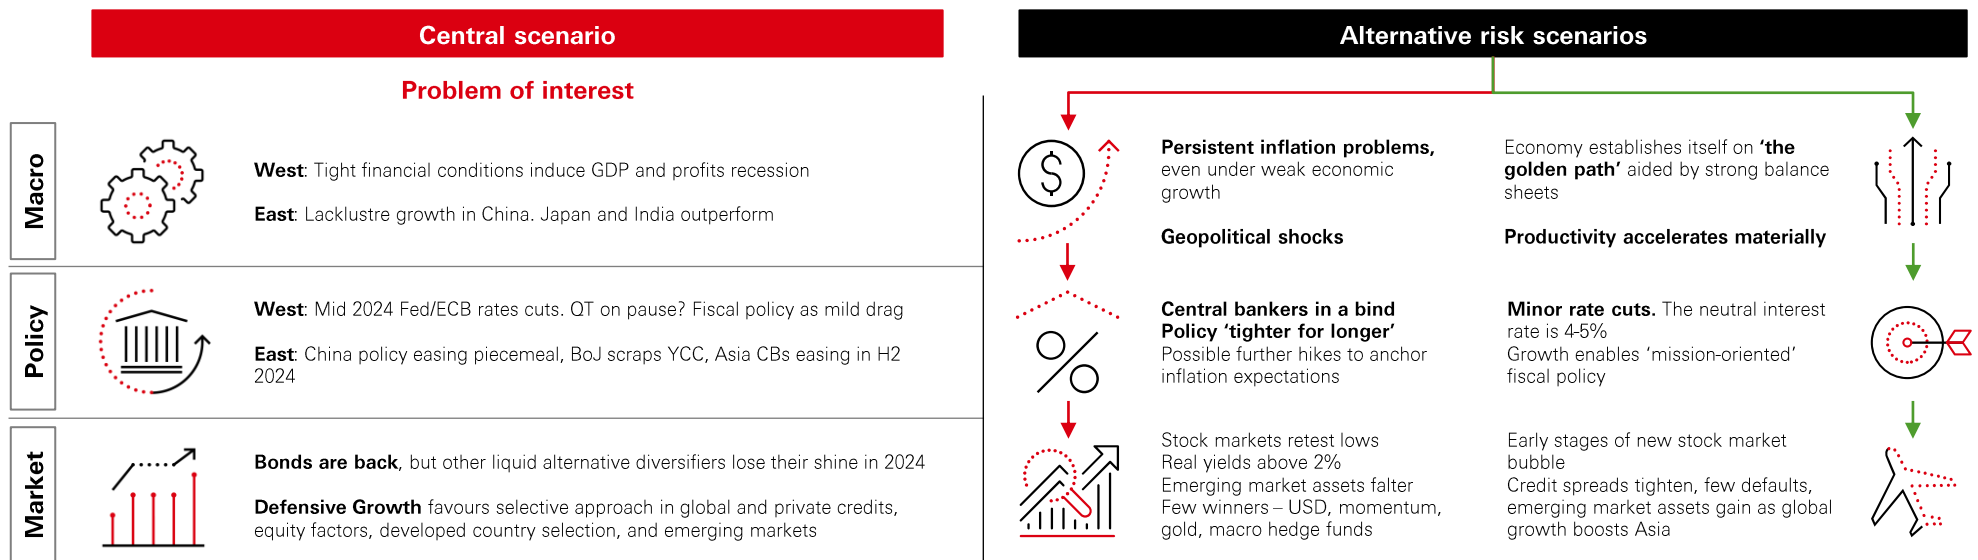 Central scenario
Problem of interest
Macro
West: Tight financial conditions induce GDP and profits recession
East: Lacklustre growth in China. Japan and India outperform
Policy
West: Mid 2024 Fed/ECB rates cuts. QT on pause? Fiscal policy as mild drag
East: China policy easing piecemeal, BoJ scraps YCC, Asia CBs easing in H2
2024
Market
Bonds are back, but other liquid alternative diversifiers lose their shine in 2024
Defensive Growth favours selective approach in global and private credits,
equity factors, developed country selection, and emerging markets
Alternative risk scenarios
$
Persistent inflation problems,
even under weak economic
growth
Geopolitical shocks
%
Central bankers in a bind
Policy ‘tighter for longer’
Possible further hikes to anchor
inflation expectations
Stock markets retest lows
Real yields above 2%
Emerging market assets falter
Few winners – USD, momentum,
gold, macro hedge funds
Economy establishes itself on ‘the
golden path’ aided by strong balance
sheets
Productivity accelerates materially
Minor rate cuts. The neutral interest
rate is 4-5%
Growth enables ‘mission-oriented’
fiscal policy
Early stages of new stock market
bubble
Credit spreads tighten, few defaults,
emerging market assets gain as global
growth boosts Asia